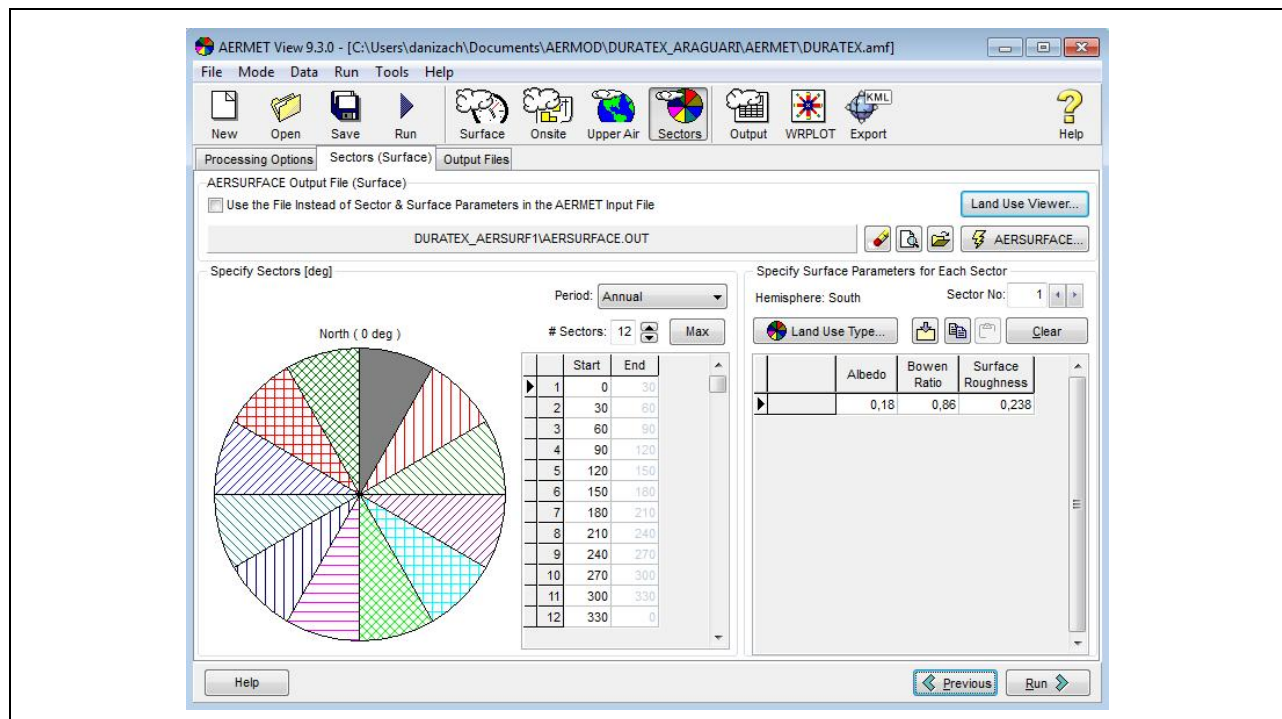 AERMET View 9.3.0 - [C:\Users\danizach\Documents\AERMOD\DURATEX_ARAGUARI\AERMET\DURATEX.amf]
File Mode Data Run Tools Help
New Open Save Run Surface Onsite Upper Air Sectors Output WRPLOT KML Export Help
Processing Options Sectors (Surface) Output Files
AERSURFACE Output File (Surface)
Use the File Instead of Sector & Surface Parameters in the AERMET Input File
Land Use Viewer...
DURATEX_AERSURF1\AERSURFACE.OUT
AERSURFACE...
Specify Sectors [deg]
Period: Annual
# Sectors: 12 Max
North ( 0 deg )
Start End
1 0 30
2 30 60
3 60 90
4 90 120
5 120 150
6 150 180
7 180 210
8 210 240
9 240 270
10 270 300
11 300 330
12 330 0
Specify Surface Parameters for Each Sector
Hemisphere: South Sector No: 1
Land Use Type... Clear
Albedo Bowen Ratio Surface Roughness
0,18 0,86 0,238
Help Previous Run